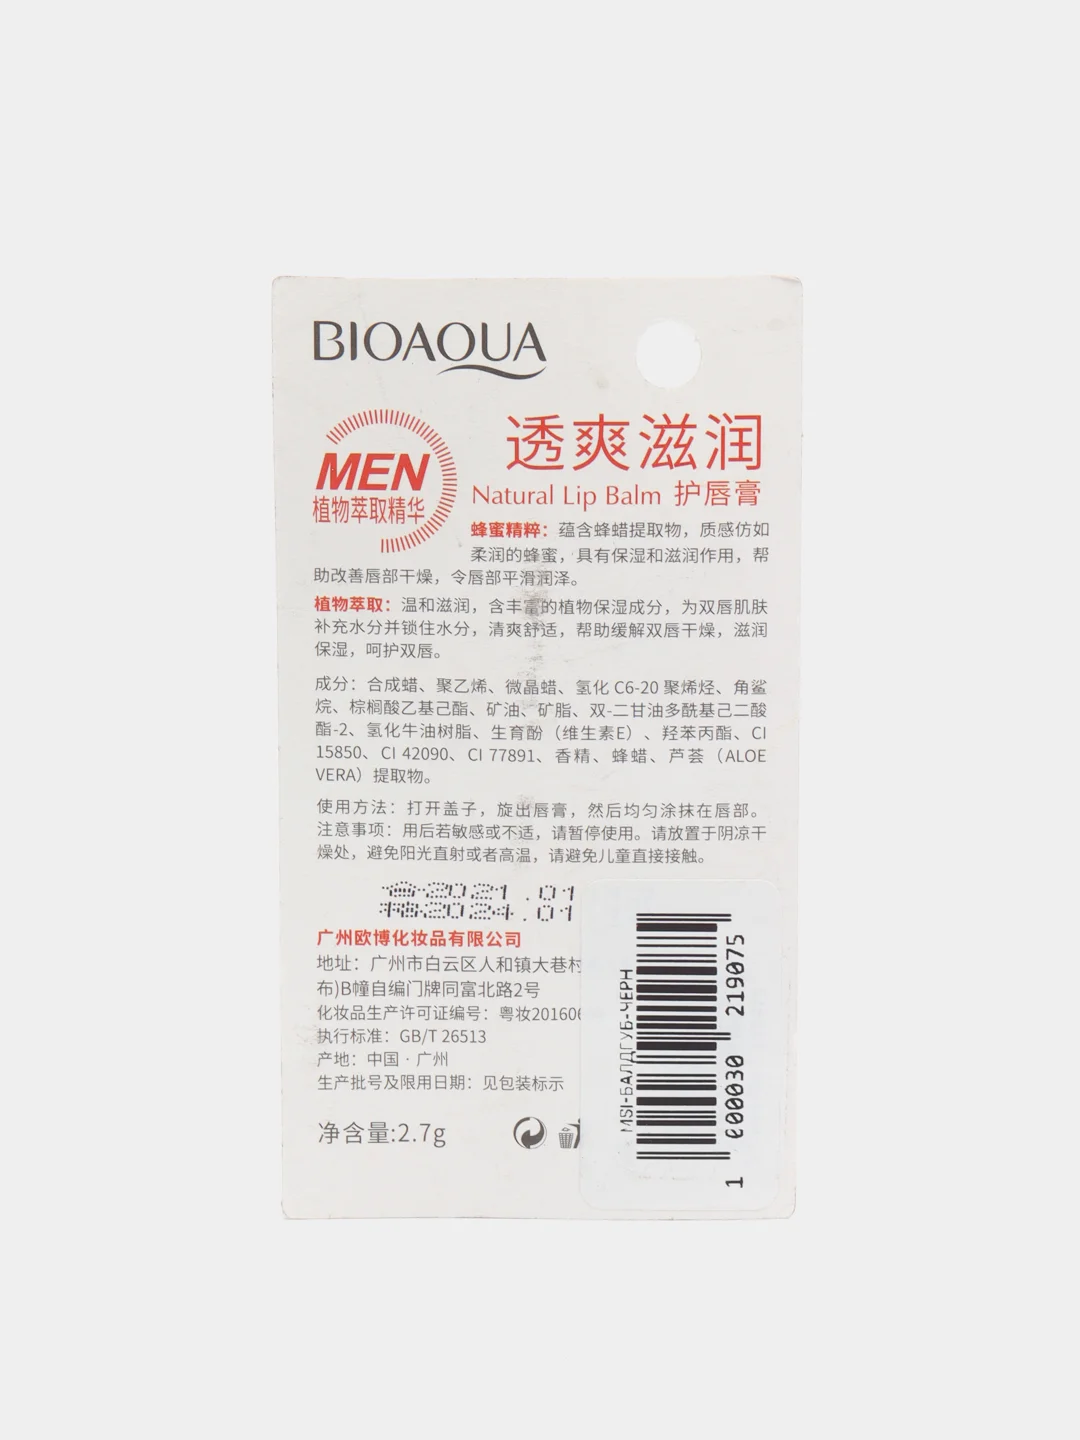 BIOAQUA
MEN
植物萃取精华
透爽滋润
Natural Lip Balm 护唇膏
蜂蜜精粹：蕴含蜂蜡提取物，质感仿如
柔润的蜂蜜，具有保湿和滋润作用，帮
助改善唇部干燥，令唇部平滑润泽。
植物萃取：温和滋润，含丰富的植物保湿成分，为双唇肌肤
补充水分并锁住水分，清爽舒适，帮助缓解双唇干燥，滋润
保湿，呵护双唇。
成分：合成蜡、聚乙烯、微晶蜡、氢化 C6-20 聚烯烃、角鲨
烷、棕榈酸乙基己酯、矿油、矿脂、双-二甘油多酰基己二酸
酯-2、氢化牛油树脂、生育酚（维生素E）、羟苯丙酯、CI
15850、CI 42090、CI 77891、香精、蜂蜡、芦荟（ALOE
VERA）提取物。
使用方法：打开盖子，旋出唇膏，然后均匀涂抹在唇部。
注意事项：用后若敏感或不适，请暂停使用。请放置于阴凉干
燥处，避免阳光直射或者高温，请避免儿童直接接触。
合2021.01
格2024.01
广州欧博化妆品有限公司
地址：广州市白云区人和镇大巷村
布)B幢自编门牌同富北路2号
化妆品生产许可证编号：粤妆201606
执行标准：GB/T 26513
产地：中国·广州
生产批号及限用日期：见包装标示
净含量:2.7g
MSI-БАЛДГУБ-ЧЕРН
1 000030 219075